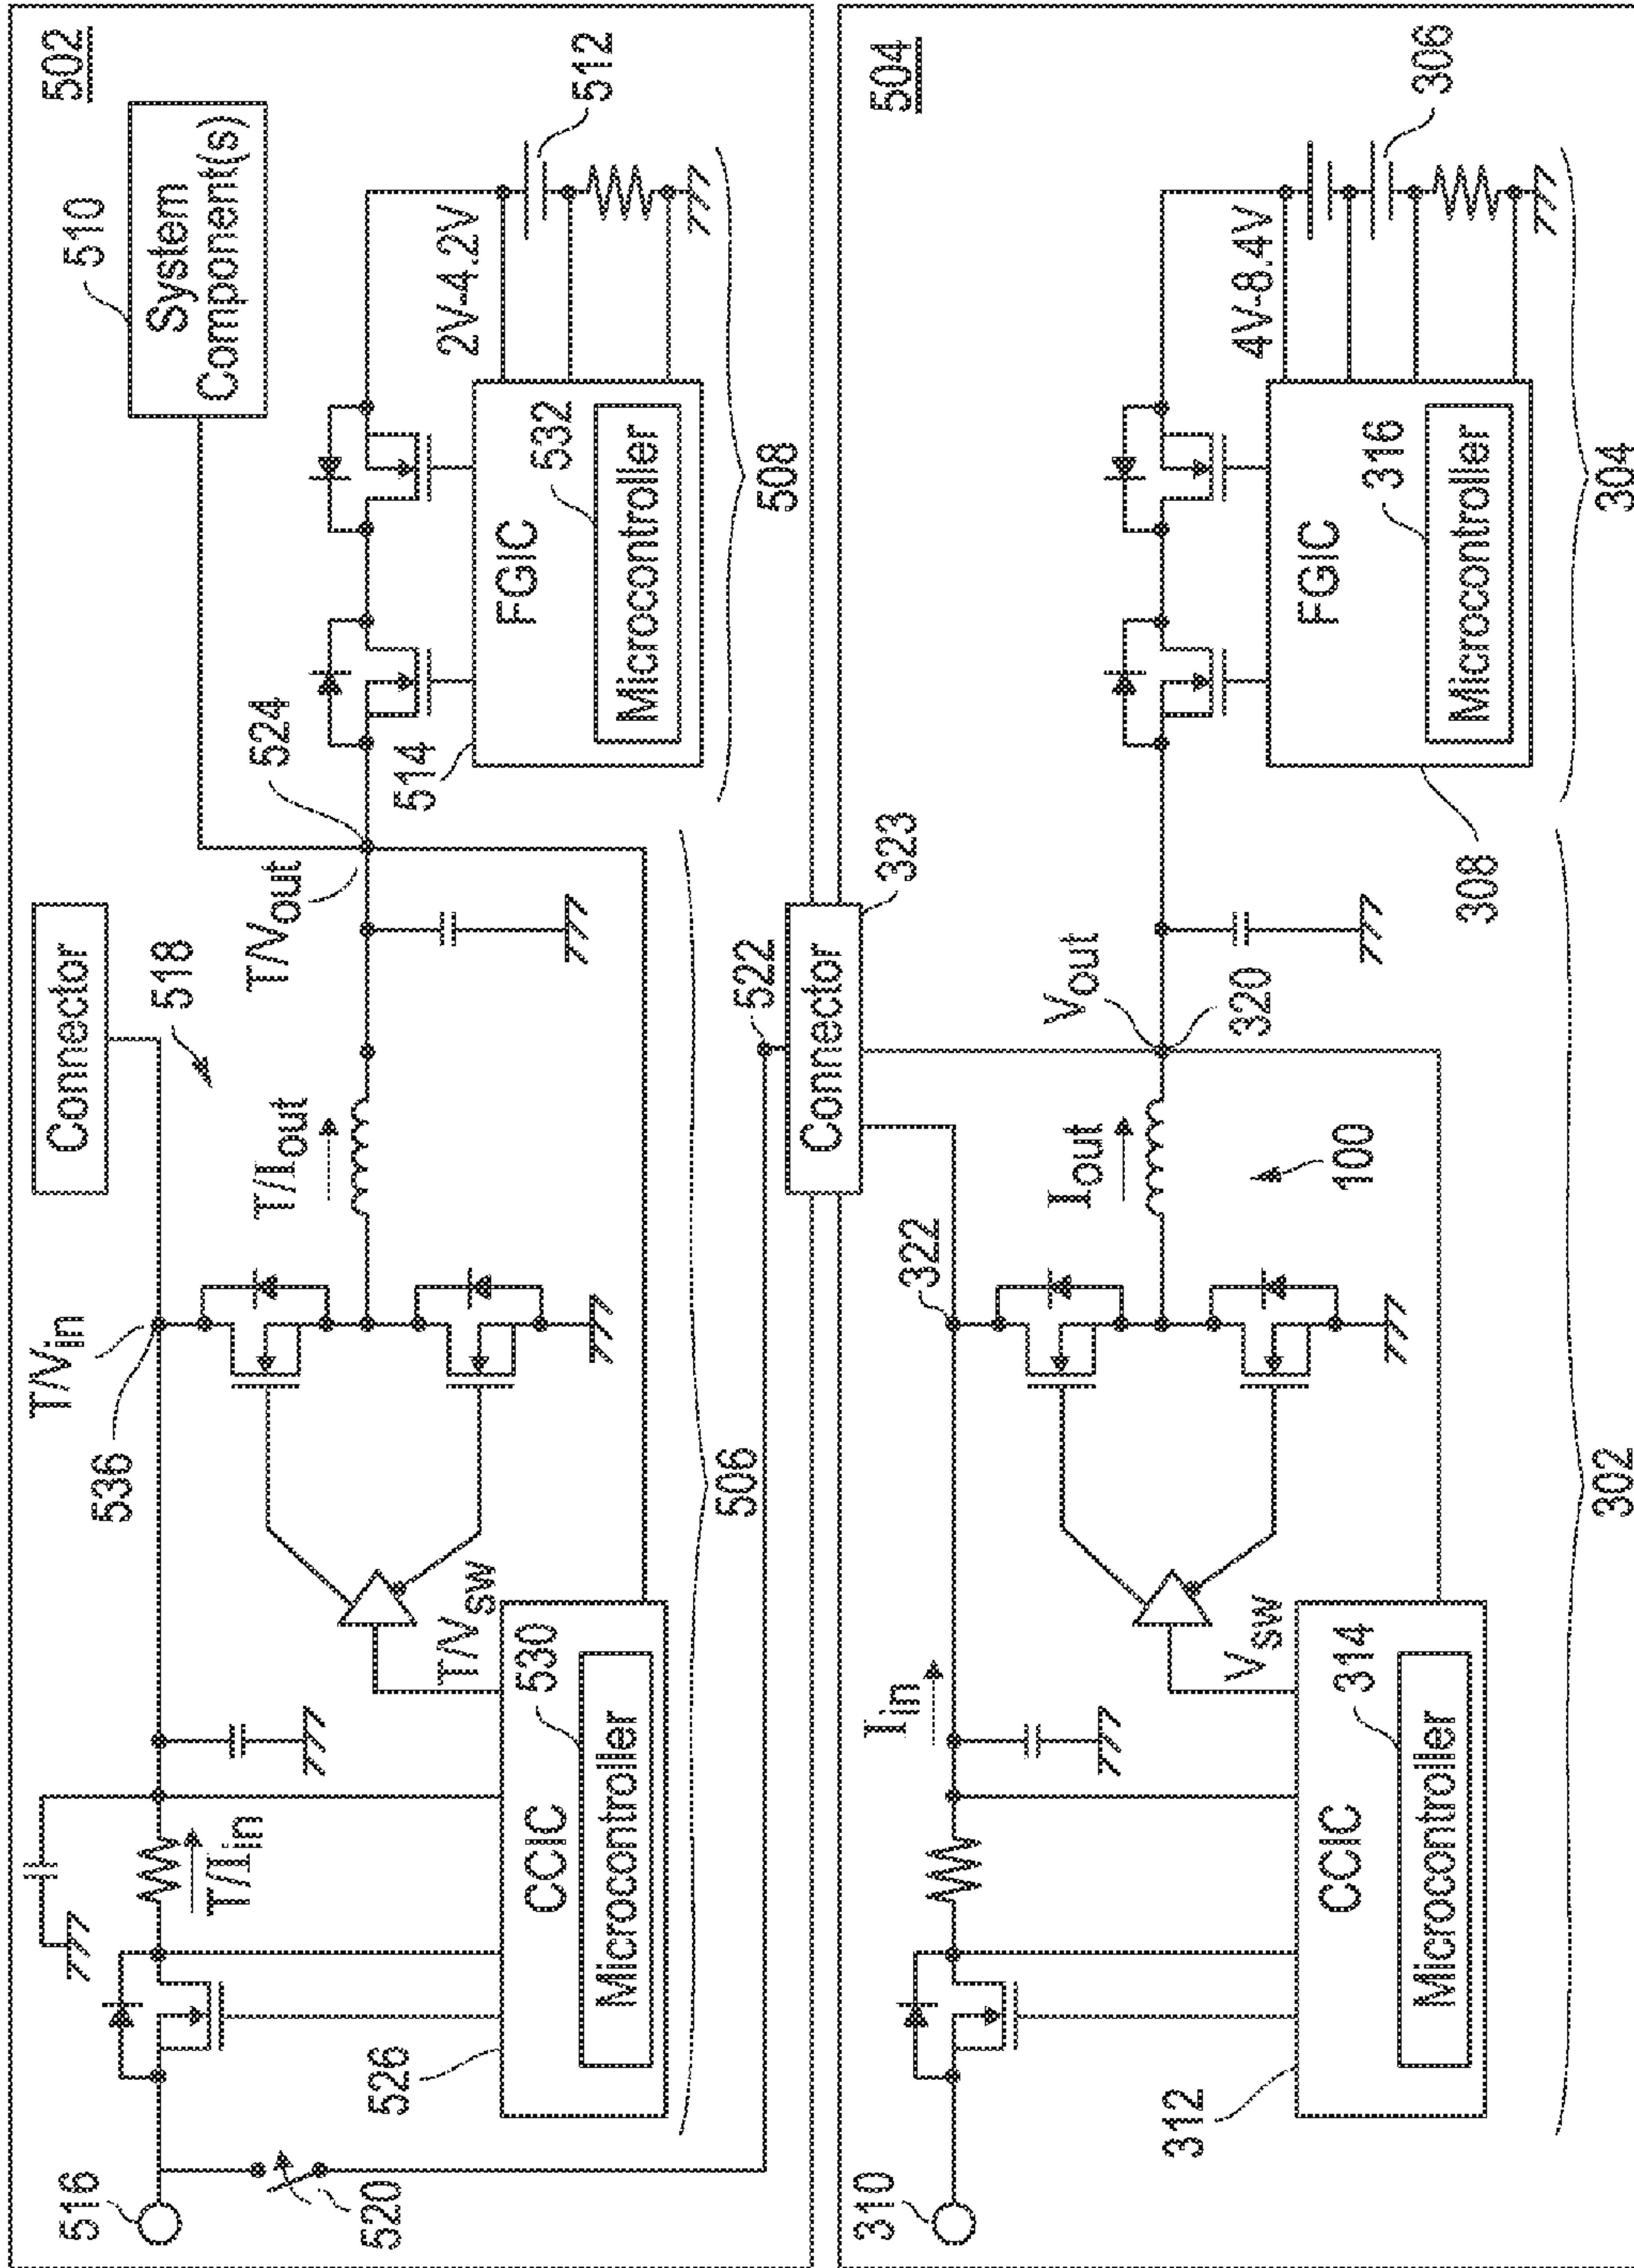 502
510
System
Component(s)
Connector
518
T/Vin
536
T/Iin
516
520
526
CCIC
530
Microcontroller
T/Vsw
T/Iout
T/Vout
524
514
FGIC
532
Microcontroller
2V-4.2V
512
508
506
522
Connector
323
504
310
312
CCIC
314
Microcontroller
Iin
Vsw
322
Iout
100
Vout
320
308
FGIC
316
Microcontroller
4V-8.4V
306
304
302